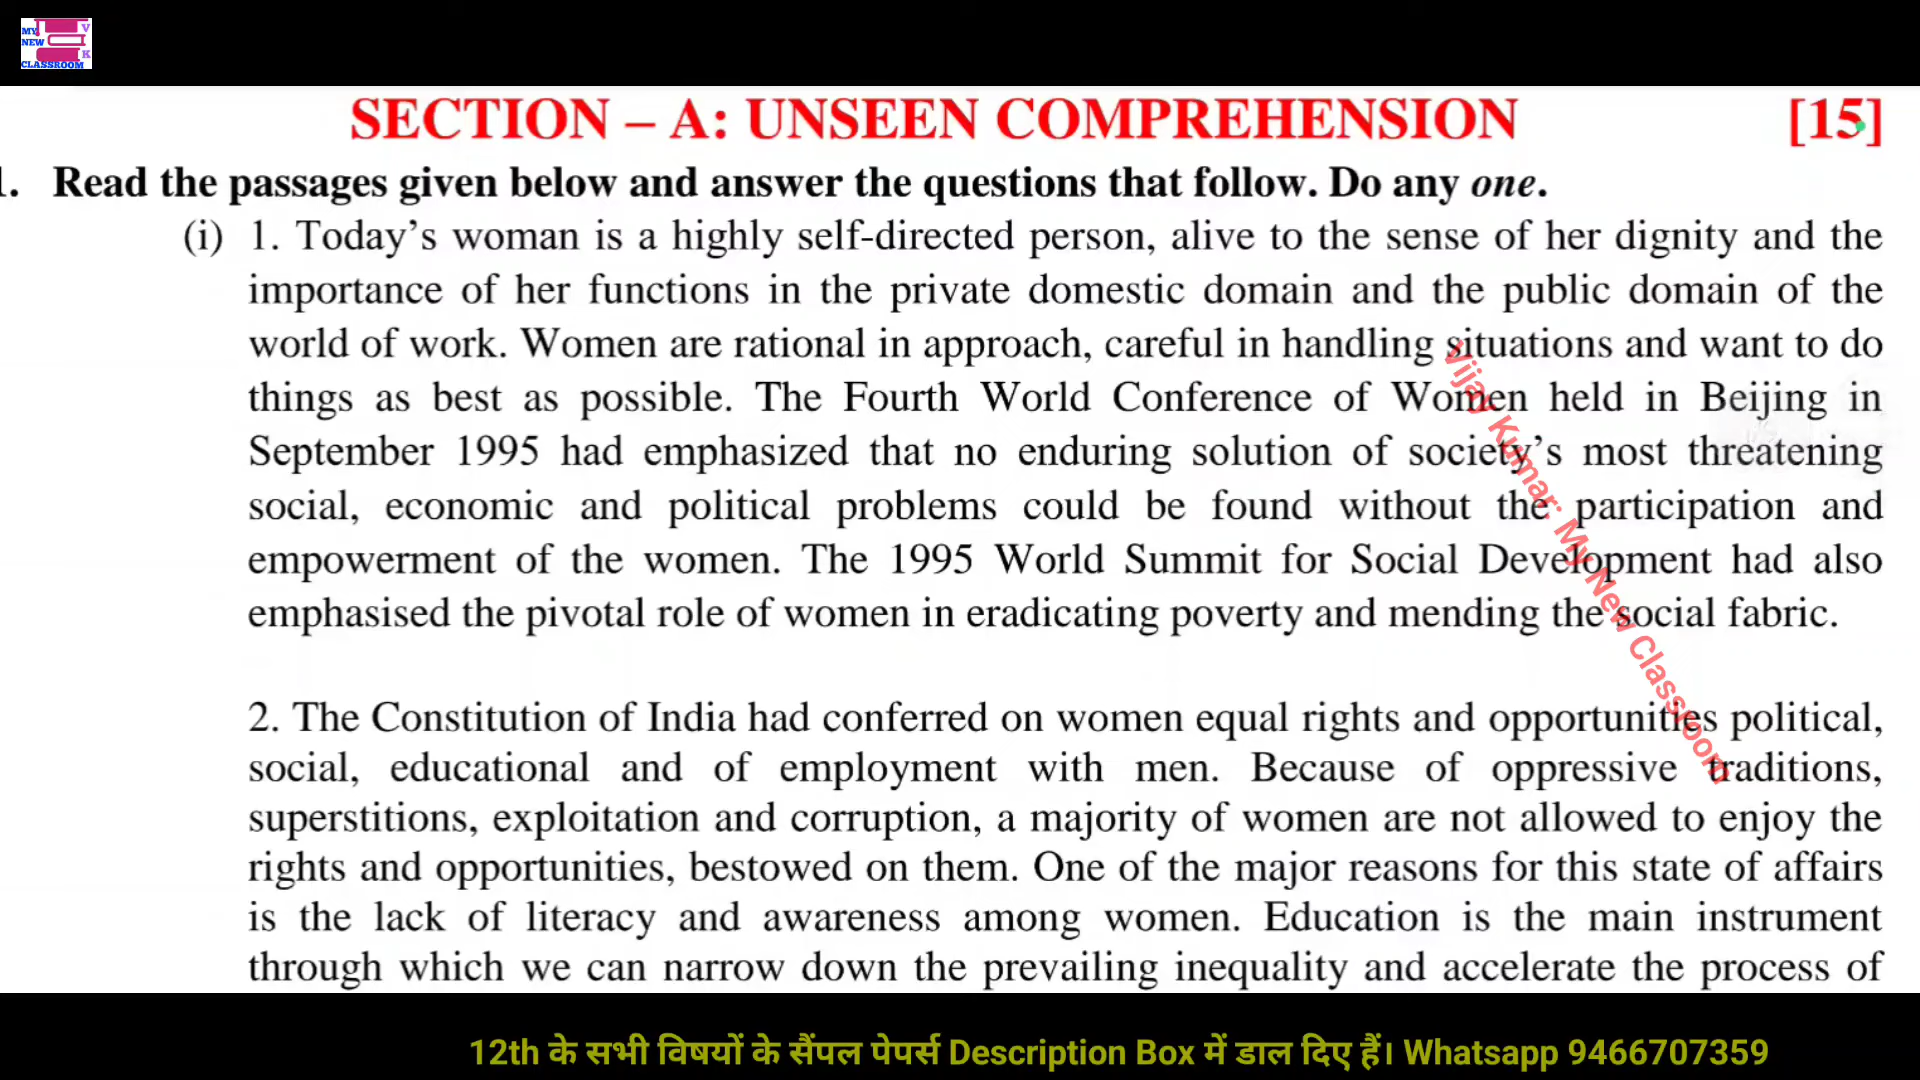 MY
NEW
CLASSROOM
V
K
SECTION – A: UNSEEN COMPREHENSION [15]
1. Read the passages given below and answer the questions that follow. Do any one.
(i) 1. Today’s woman is a highly self-directed person, alive to the sense of her dignity and the
importance of her functions in the private domestic domain and the public domain of the
world of work. Women are rational in approach, careful in handling situations and want to do
things as best as possible. The Fourth World Conference of Women held in Beijing in
September 1995 had emphasized that no enduring solution of society’s most threatening
social, economic and political problems could be found without the participation and
empowerment of the women. The 1995 World Summit for Social Development had also
emphasised the pivotal role of women in eradicating poverty and mending the social fabric.
2. The Constitution of India had conferred on women equal rights and opportunities political,
social, educational and of employment with men. Because of oppressive traditions,
superstitions, exploitation and corruption, a majority of women are not allowed to enjoy the
rights and opportunities, bestowed on them. One of the major reasons for this state of affairs
is the lack of literacy and awareness among women. Education is the main instrument
through which we can narrow down the prevailing inequality and accelerate the process of
Vijay Kumar: My New Classroom
12th के सभी विषयों के सैंपल पेपर्स Description Box में डाल दिए हैं। Whatsapp 9466707359